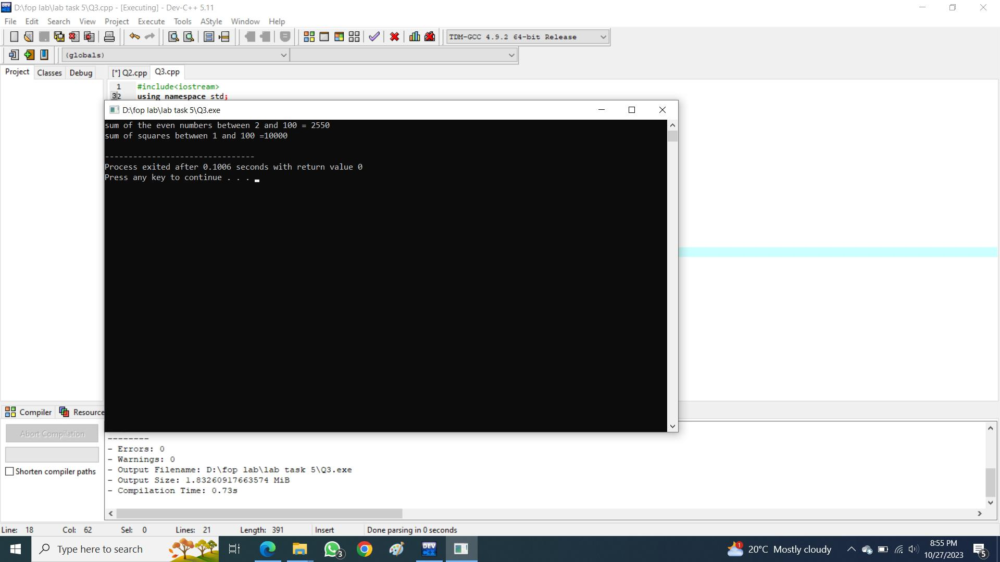 D:\fop lab\lab task 5\Q3.cpp - [Executing] - Dev-C++ 5.11
File Edit Search View Project Execute Tools AStyle Window Help
TDM-GCC 4.9.2 64-bit Release
(globals)
Project Classes Debug [*] Q2.cpp Q3.cpp
1 #include<iostream>
2 using namespace std;
D:\fop lab\lab task 5\Q3.exe
sum of the even numbers between 2 and 100 = 2550
sum of squares betwwen 1 and 100 =10000
--------------------------------
Process exited after 0.1006 seconds with return value 0
Press any key to continue . . .
Compiler Resource
Abort Compilation
Shorten compiler paths
--------
- Errors: 0
- Warnings: 0
- Output Filename: D:\fop lab\lab task 5\Q3.exe
- Output Size: 1.83260917663574 MiB
- Compilation Time: 0.73s
Line: 18 Col: 62 Sel: 0 Lines: 21 Length: 391 Insert Done parsing in 0 seconds
Type here to search
3
DEV C++
1
20°C Mostly cloudy
8:55 PM
10/27/2023
5